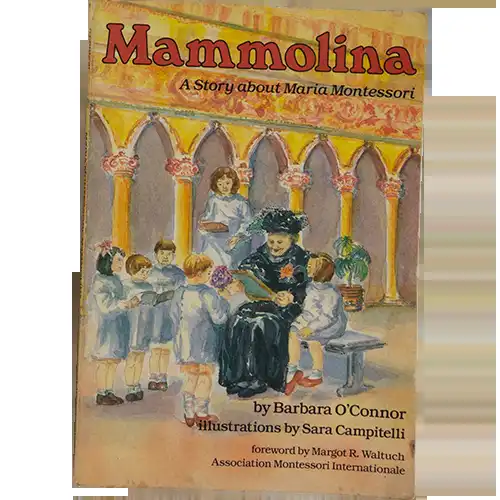 Mammolina
A Story about Maria Montessori
by Barbara O'Connor
illustrations by Sara Campitelli
foreword by Margot R. Waltuch
Association Montessori Internationale